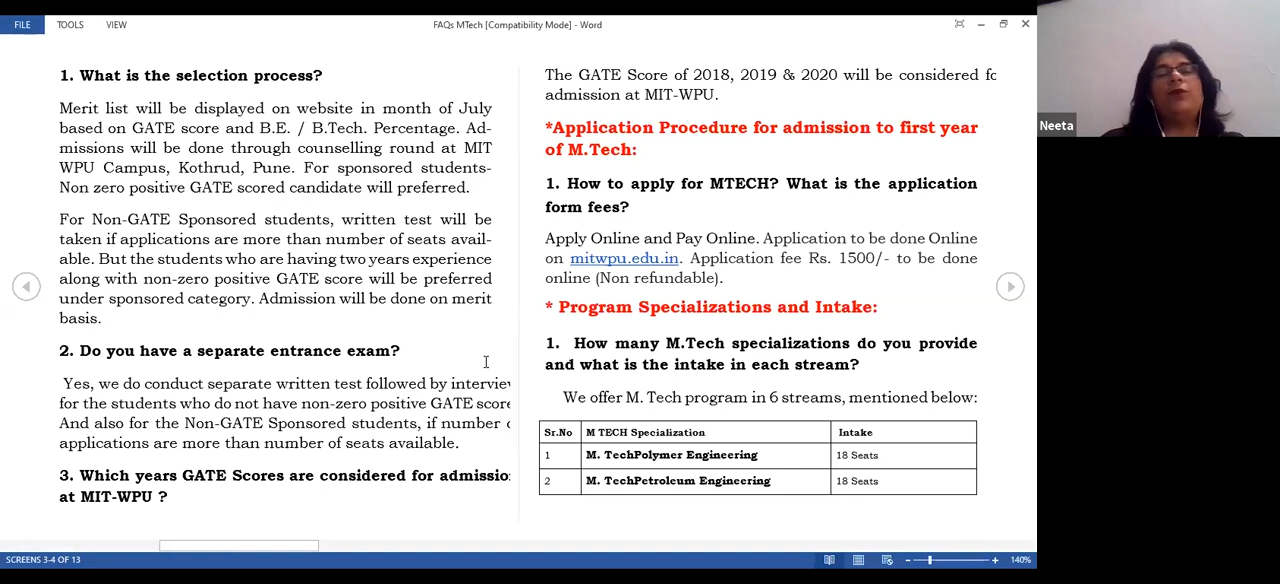 FILE TOOLS VIEW FAQs MTech [Compatibility Mode] - Word
1. What is the selection process?
Merit list will be displayed on website in month of July
based on GATE score and B.E. / B.Tech. Percentage. Ad-
missions will be done through counselling round at MIT
WPU Campus, Kothrud, Pune. For sponsored students-
Non zero positive GATE scored candidate will preferred.
For Non-GATE Sponsored students, written test will be
taken if applications are more than number of seats avail-
able. But the students who are having two years experience
along with non-zero positive GATE score will be preferred
under sponsored category. Admission will be done on merit
basis.
2. Do you have a separate entrance exam?
Yes, we do conduct separate written test followed by
for the students who do not have non-zero positive GATE
And also for the Non-GATE Sponsored students, if number
applications are more than number of seats available.
3. Which years GATE Scores are considered for
at MIT-WPU ?
The GATE Score of 2018, 2019 & 2020 will be considered
admission at MIT-WPU.
*Application Procedure for admission to first year
of M.Tech:
1. How to apply for MTECH? What is the application
form fees?
Apply Online and Pay Online. Application to be done Online
on mitwpu.edu.in. Application fee Rs. 1500/- to be done
online (Non refundable).
* Program Specializations and Intake:
1. How many M.Tech specializations do you provide
and what is the intake in each stream?
We offer M. Tech program in 6 streams, mentioned below:
Sr.No M TECH Specialization Intake
1 M. TechPolymer Engineering 18 Seats
2 M. TechPetroleum Engineering 18 Seats
SCREENS 3-4 OF 13 140%
Neeta